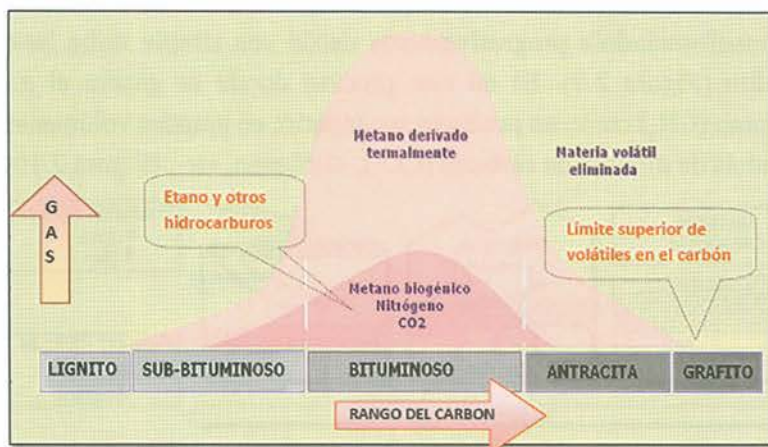 Metano derivado
termalmente
Materia volátil
eliminada
G
A
S
Etano y otros
hidrocarburos
Límite superior de
volátiles en el carbón
Metano biogénico
Nitrógeno
CO2
LIGNITO
SUB-BITUMINOSO
BITUMINOSO
ANTRACITA
GRAFITO
RANGO DEL CARBON